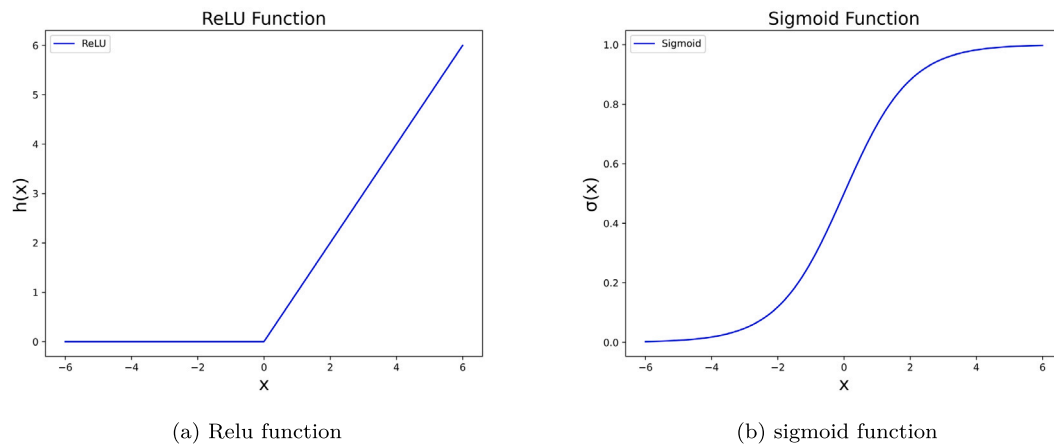 ReLU Function
ReLU
6
5
4
3
2
1
0
h(x)
−6 −4 −2 0 2 4 6
x
(a) Relu function
Sigmoid Function
Sigmoid
1.0
0.8
0.6
0.4
0.2
0.0
σ(x)
−6 −4 −2 0 2 4 6
x
(b) sigmoid function